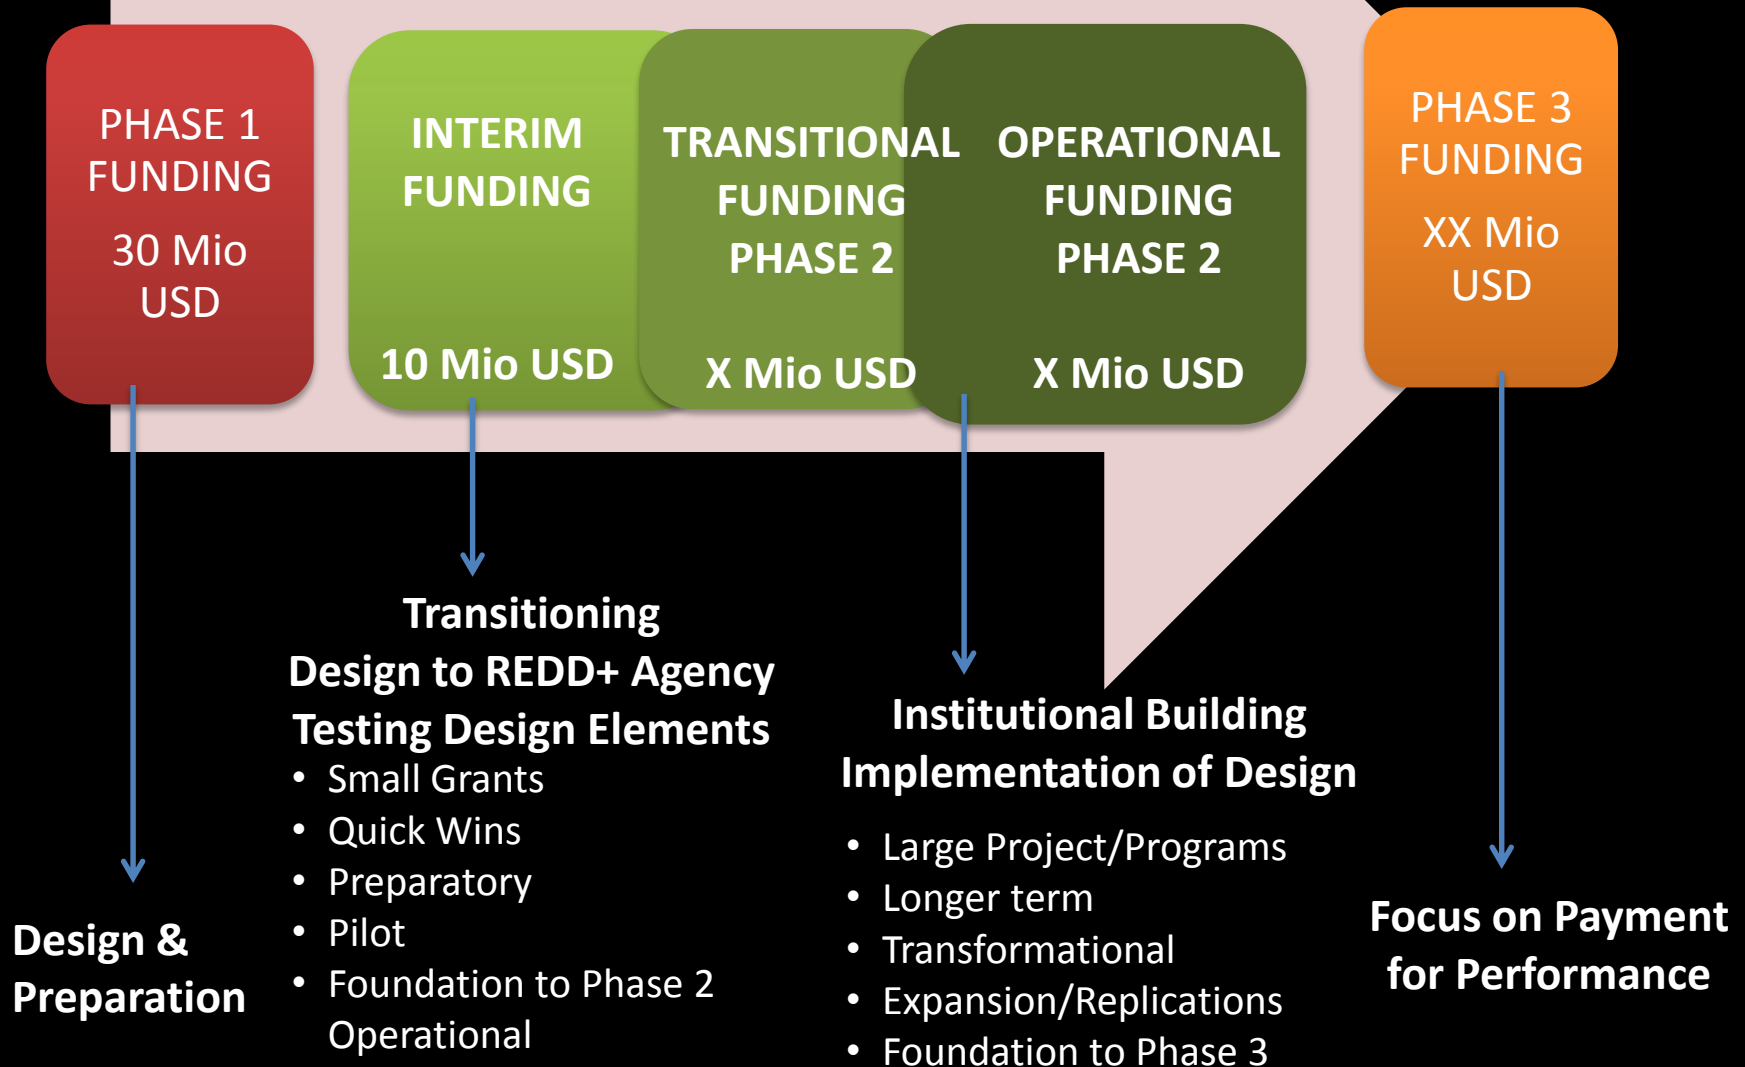 PHASE 1
FUNDING
30 Mio
USD
INTERIM
FUNDING
10 Mio USD
TRANSITIONAL
FUNDING
PHASE 2
X Mio USD
OPERATIONAL
FUNDING
PHASE 2
X Mio USD
PHASE 3
FUNDING
XX Mio
USD
Design &
Preparation
Transitioning
Design to REDD+ Agency
Testing Design Elements
• Small Grants
• Quick Wins
• Preparatory
• Pilot
• Foundation to Phase 2
Operational
Institutional Building
Implementation of Design
• Large Project/Programs
• Longer term
• Transformational
• Expansion/Replications
• Foundation to Phase 3
Focus on Payment
for Performance